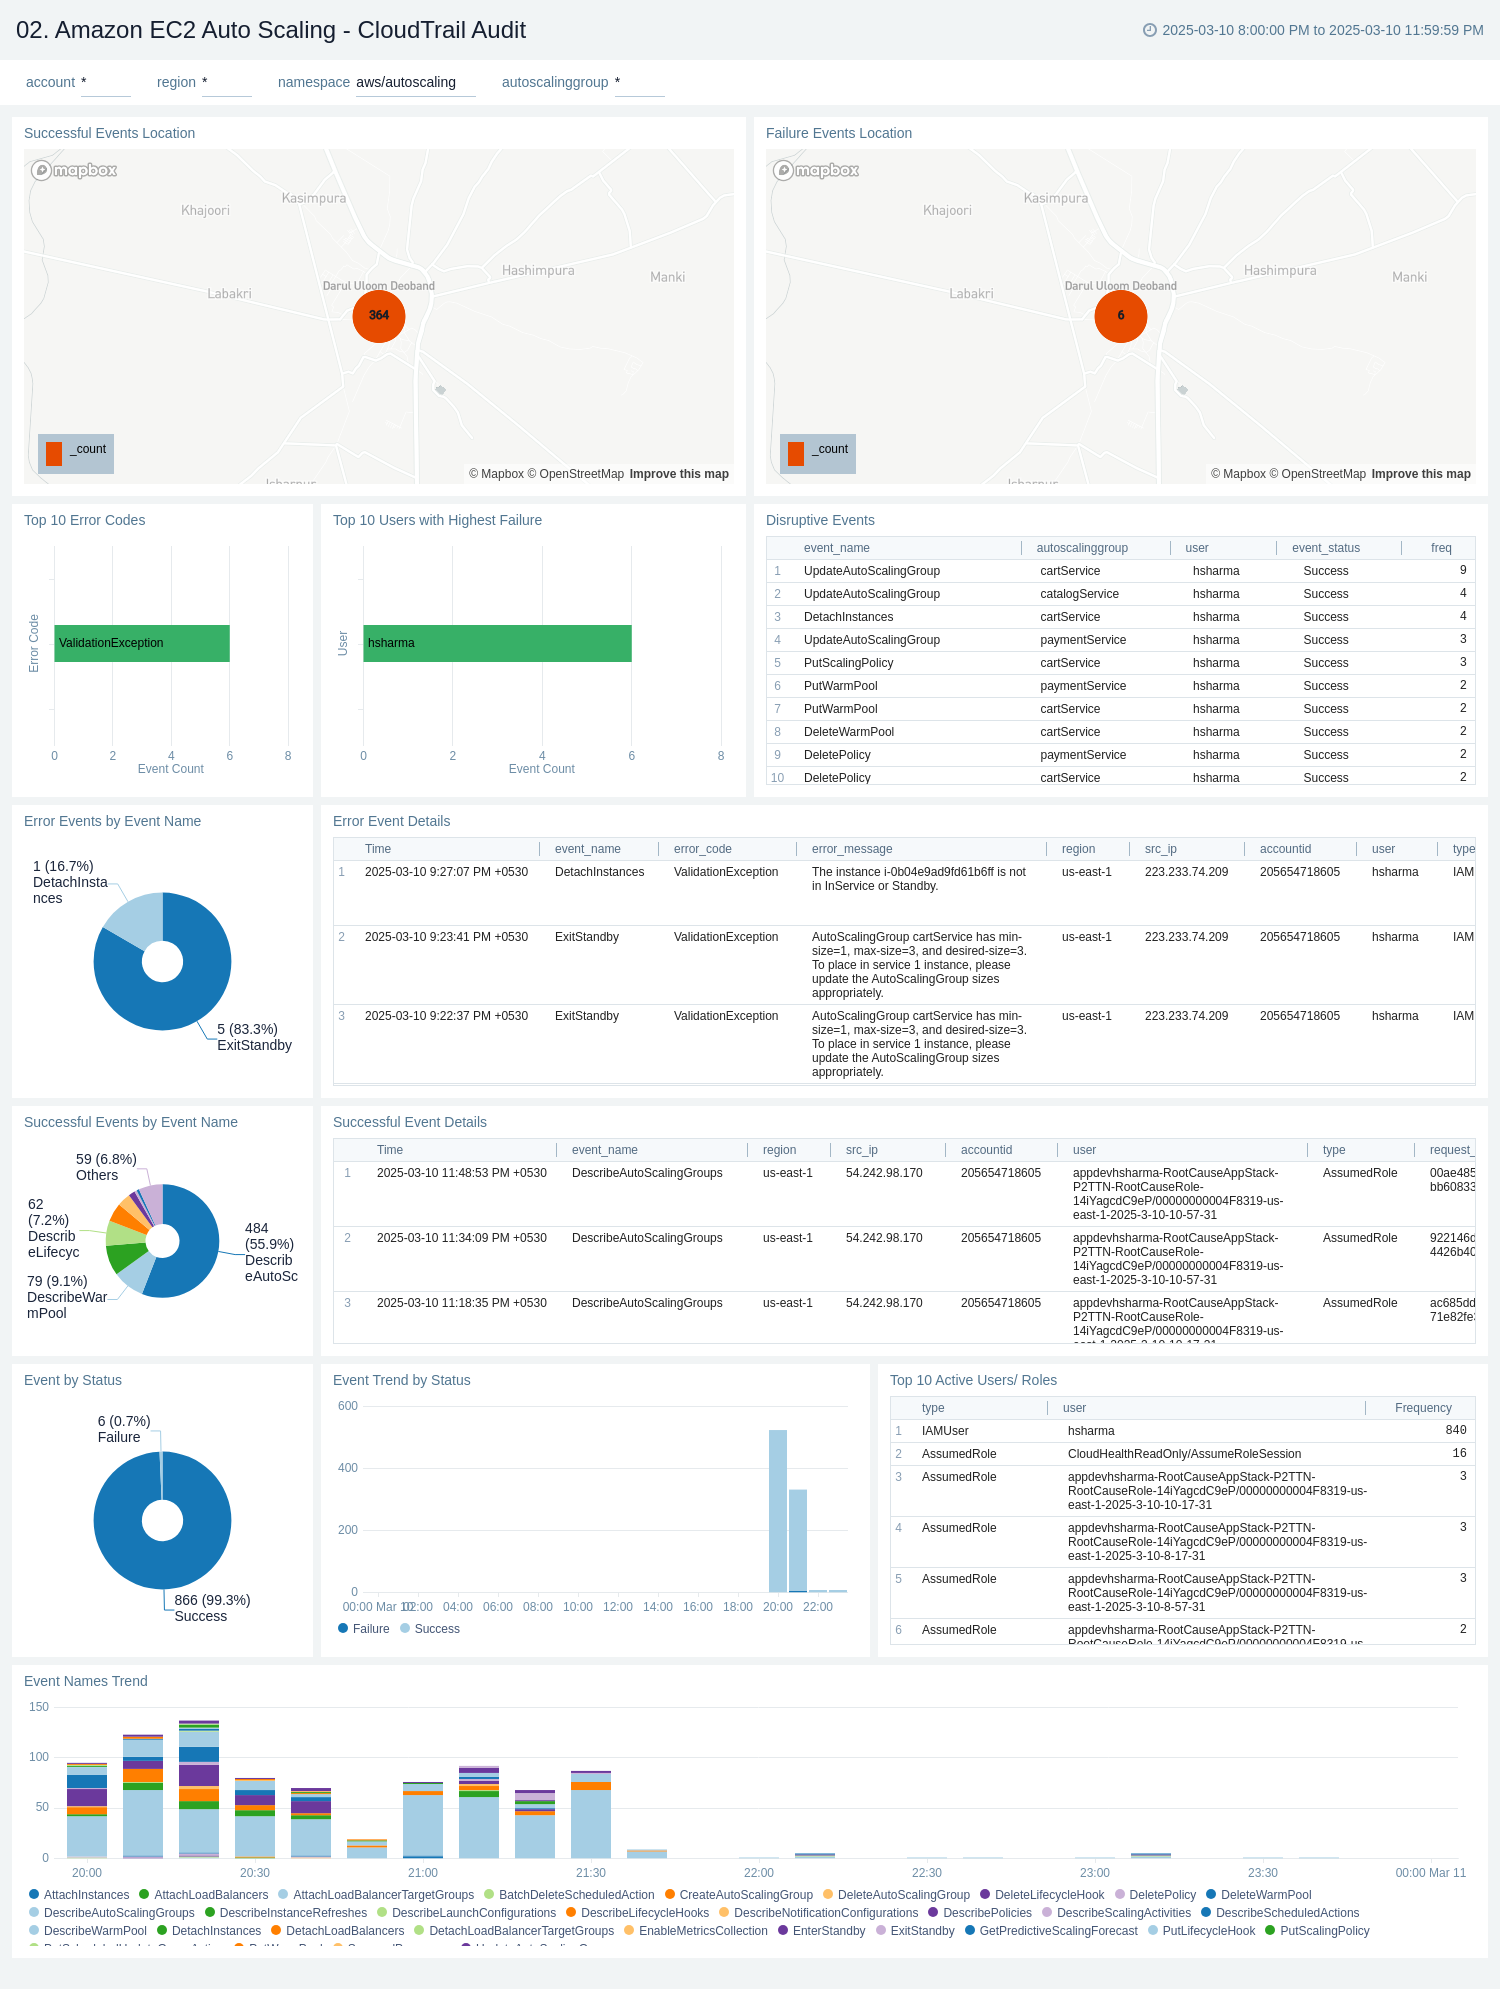 02. Amazon EC2 Auto Scaling - CloudTrail Audit
2025-03-10 8:00:00 PM to 2025-03-10 11:59:59 PM
account * region * namespace aws/autoscaling autoscalinggroup *
Successful Events Location
mapbox
Kasimpura
Khajoori
Hashimpura
Manki
Darul Uloom Deoband
Labakri
364
_count
© Mapbox © OpenStreetMap Improve this map
Failure Events Location
mapbox
Kasimpura
Khajoori
Hashimpura
Manki
Darul Uloom Deoband
Labakri
6
_count
© Mapbox © OpenStreetMap Improve this map
Top 10 Error Codes
Error Code
ValidationException
0 2 4 6 8
Event Count
Top 10 Users with Highest Failure
User
hsharma
0 2 4 6 8
Event Count
Disruptive Events
event_name autoscalinggroup user event_status freq
1 UpdateAutoScalingGroup cartService hsharma Success 9
2 UpdateAutoScalingGroup catalogService hsharma Success 4
3 DetachInstances cartService hsharma Success 4
4 UpdateAutoScalingGroup paymentService hsharma Success 3
5 PutScalingPolicy cartService hsharma Success 3
6 PutWarmPool paymentService hsharma Success 2
7 PutWarmPool cartService hsharma Success 2
8 DeleteWarmPool cartService hsharma Success 2
9 DeletePolicy paymentService hsharma Success 2
10 DeletePolicy cartService hsharma Success 2
Error Events by Event Name
1 (16.7%)
DetachInsta
nces
5 (83.3%)
ExitStandby
Error Event Details
Time event_name error_code error_message region src_ip accountid user type
1 2025-03-10 9:27:07 PM +0530 DetachInstances ValidationException The instance i-0b04e9ad9fd61b6ff is not us-east-1 223.233.74.209 205654718605 hsharma IAM
in InService or Standby.
2 2025-03-10 9:23:41 PM +0530 ExitStandby ValidationException AutoScalingGroup cartService has min- us-east-1 223.233.74.209 205654718605 hsharma IAM
size=1, max-size=3, and desired-size=3.
To place in service 1 instance, please
update the AutoScalingGroup sizes
appropriately.
3 2025-03-10 9:22:37 PM +0530 ExitStandby ValidationException AutoScalingGroup cartService has min- us-east-1 223.233.74.209 205654718605 hsharma IAM
size=1, max-size=3, and desired-size=3.
To place in service 1 instance, please
update the AutoScalingGroup sizes
appropriately.
Successful Events by Event Name
59 (6.8%)
Others
62
(7.2%)
Describ
eLifecyc
79 (9.1%)
DescribeWar
mPool
484
(55.9%)
Describ
eAutoSc
Successful Event Details
Time event_name region src_ip accountid user type request_
1 2025-03-10 11:48:53 PM +0530 DescribeAutoScalingGroups us-east-1 54.242.98.170 205654718605 appdevhsharma-RootCauseAppStack- AssumedRole 00ae485
P2TTN-RootCauseRole- bb60833
14iYagcdC9eP/00000000004F8319-us-
east-1-2025-3-10-10-57-31
2 2025-03-10 11:34:09 PM +0530 DescribeAutoScalingGroups us-east-1 54.242.98.170 205654718605 appdevhsharma-RootCauseAppStack- AssumedRole 922146d
P2TTN-RootCauseRole- 4426b40
14iYagcdC9eP/00000000004F8319-us-
east-1-2025-3-10-10-57-31
3 2025-03-10 11:18:35 PM +0530 DescribeAutoScalingGroups us-east-1 54.242.98.170 205654718605 appdevhsharma-RootCauseAppStack- AssumedRole ac685dd
P2TTN-RootCauseRole- 71e82fe
14iYagcdC9eP/00000000004F8319-us-
east-1-2025-3-10-10-17-31
Event by Status
6 (0.7%)
Failure
866 (99.3%)
Success
Event Trend by Status
600
400
200
0
00:00 Mar 10 02:00 04:00 06:00 08:00 10:00 12:00 14:00 16:00 18:00 20:00 22:00
Failure Success
Top 10 Active Users/ Roles
type user Frequency
1 IAMUser hsharma 840
2 AssumedRole CloudHealthReadOnly/AssumeRoleSession 16
3 AssumedRole appdevhsharma-RootCauseAppStack-P2TTN- 3
RootCauseRole-14iYagcdC9eP/00000000004F8319-us-
east-1-2025-3-10-10-17-31
4 AssumedRole appdevhsharma-RootCauseAppStack-P2TTN- 3
RootCauseRole-14iYagcdC9eP/00000000004F8319-us-
east-1-2025-3-10-8-17-31
5 AssumedRole appdevhsharma-RootCauseAppStack-P2TTN- 3
RootCauseRole-14iYagcdC9eP/00000000004F8319-us-
east-1-2025-3-10-8-57-31
6 AssumedRole appdevhsharma-RootCauseAppStack-P2TTN- 2
RootCauseRole-14iYagcdC9eP/00000000004F8319-us-
Event Names Trend
150
100
50
0
20:00 20:30 21:00 21:30 22:00 22:30 23:00 23:30 00:00 Mar 11
AttachInstances AttachLoadBalancers AttachLoadBalancerTargetGroups BatchDeleteScheduledAction CreateAutoScalingGroup DeleteAutoScalingGroup DeleteLifecycleHook DeletePolicy DeleteWarmPool
DescribeAutoScalingGroups DescribeInstanceRefreshes DescribeLaunchConfigurations DescribeLifecycleHooks DescribeNotificationConfigurations DescribePolicies DescribeScalingActivities DescribeScheduledActions
DescribeWarmPool DetachInstances DetachLoadBalancers DetachLoadBalancerTargetGroups EnableMetricsCollection EnterStandby ExitStandby GetPredictiveScalingForecast PutLifecycleHook PutScalingPolicy